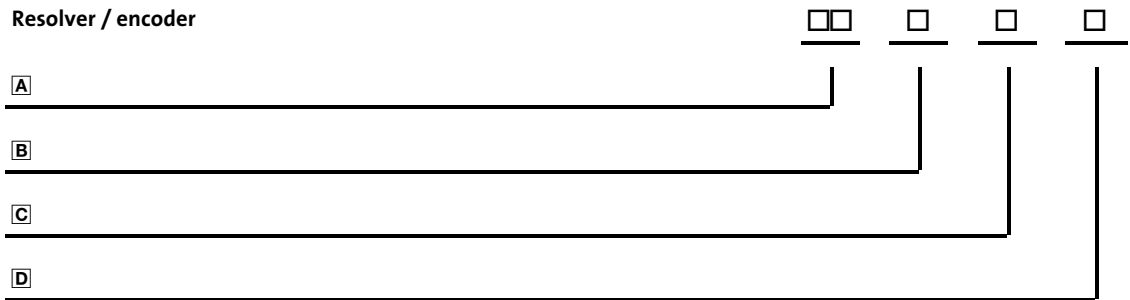 Resolver / encoder □□ □ □ □
A
B
C
D